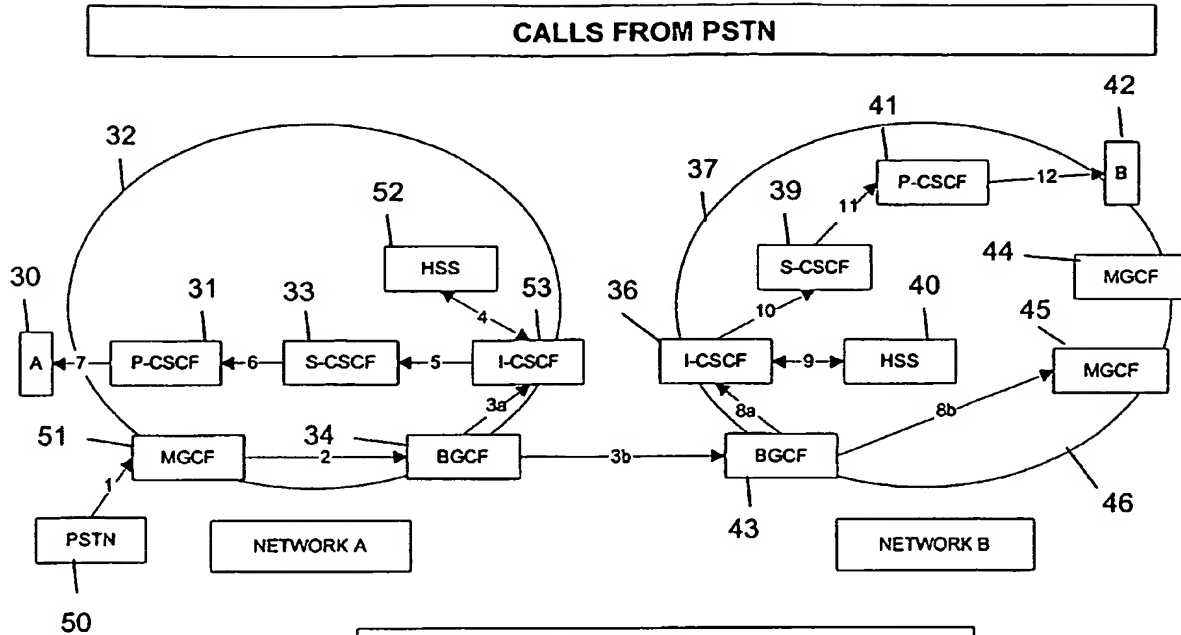 CALLS FROM PSTN
42
41
32
B
37
P-CSCF
12
52
39
11
HSS
S-CSCF
44
MGCF
30
31
33
4
53
36
10
40
45
A
7
P-CSCF
6
S-CSCF
5
I-CSCF
I-CSCF
9
HSS
MGCF
3a
8a
8b
51
34
MGCF
2
BGCF
3b
BGCF
1
43
46
PSTN
NETWORK A
NETWORK B
50